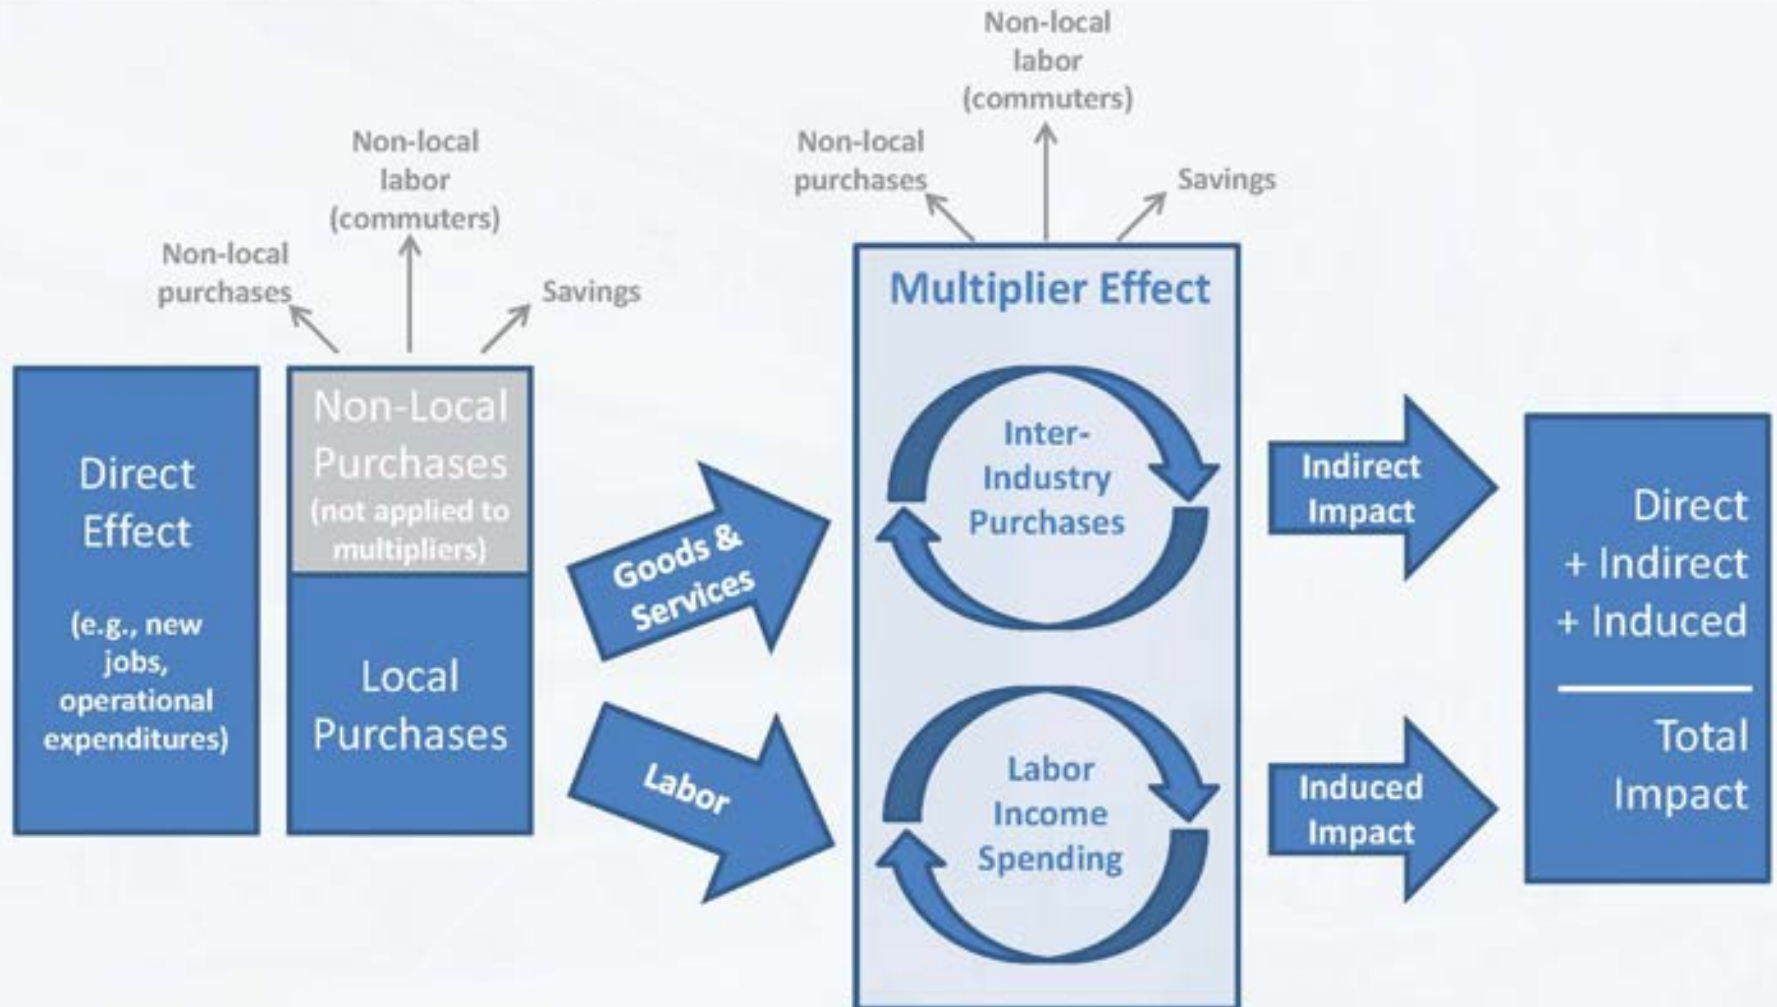 Direct
Effect
(e.g., new
jobs,
operational
expenditures)
Non-local
purchases
Non-local
labor
(commuters)
Savings
Non-Local
Purchases
(not applied to
multipliers)
Local
Purchases
Goods &
Services
Labor
Non-local
purchases
Non-local
labor
(commuters)
Savings
Multiplier Effect
Inter-
Industry
Purchases
Labor
Income
Spending
Indirect
Impact
Induced
Impact
Direct
+ Indirect
+ Induced
Total
Impact